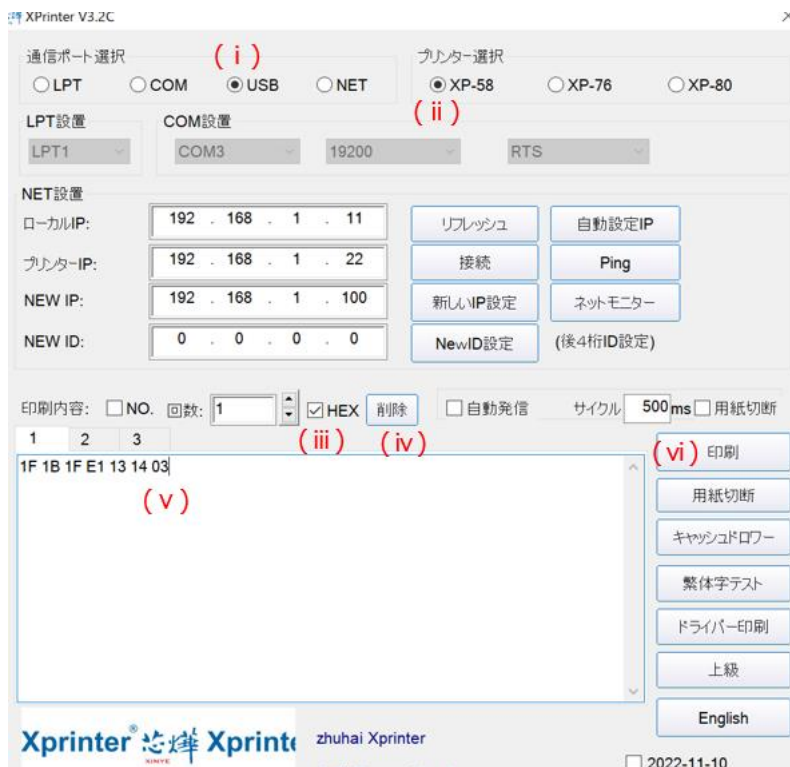 XPrinter V3.2C
通信ポート選択 (i) プリンター選択
LPT COM USB NET XP-58 XP-76 XP-80
(ii)
LPT設置 COM設置
LPT1 COM3 19200 RTS
NET設置
ローカルIP: 192 . 168 . 1 . 11 リフレッシュ 自動設定IP
プリンターIP: 192 . 168 . 1 . 22 接続 Ping
NEW IP: 192 . 168 . 1 . 100 新しいIP設定 ネットモニター
NEW ID: 0 . 0 . 0 . 0 NewID設定 (後4桁ID設定)
印刷内容: NO. 回数: 1 HEX 削除 自動発信 サイクル 500 ms 用紙切断
1 2 3 (iii) (iv) (vi) 印刷
1F 1B 1F E1 13 14 03
(v)
用紙切断
キャッシュドロワー
繁体字テスト
ドライバー印刷
上級
English
Xprinter® 芯烨 Xprinte zhuhai Xprinter
XINYE
2022-11-10